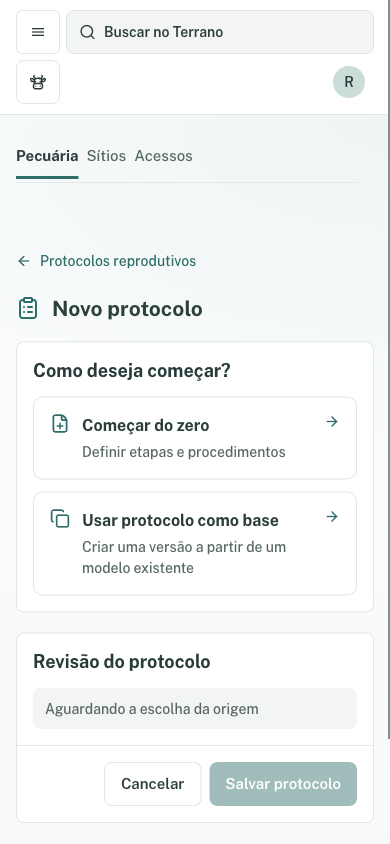 Buscar no Terrano
R
Pecuária Sítios Acessos
Protocolos reprodutivos
Novo protocolo
Como deseja começar?
Começar do zero
Definir etapas e procedimentos
Usar protocolo como base
Criar uma versão a partir de um
modelo existente
Revisão do protocolo
Aguardando a escolha da origem
Cancelar Salvar protocolo